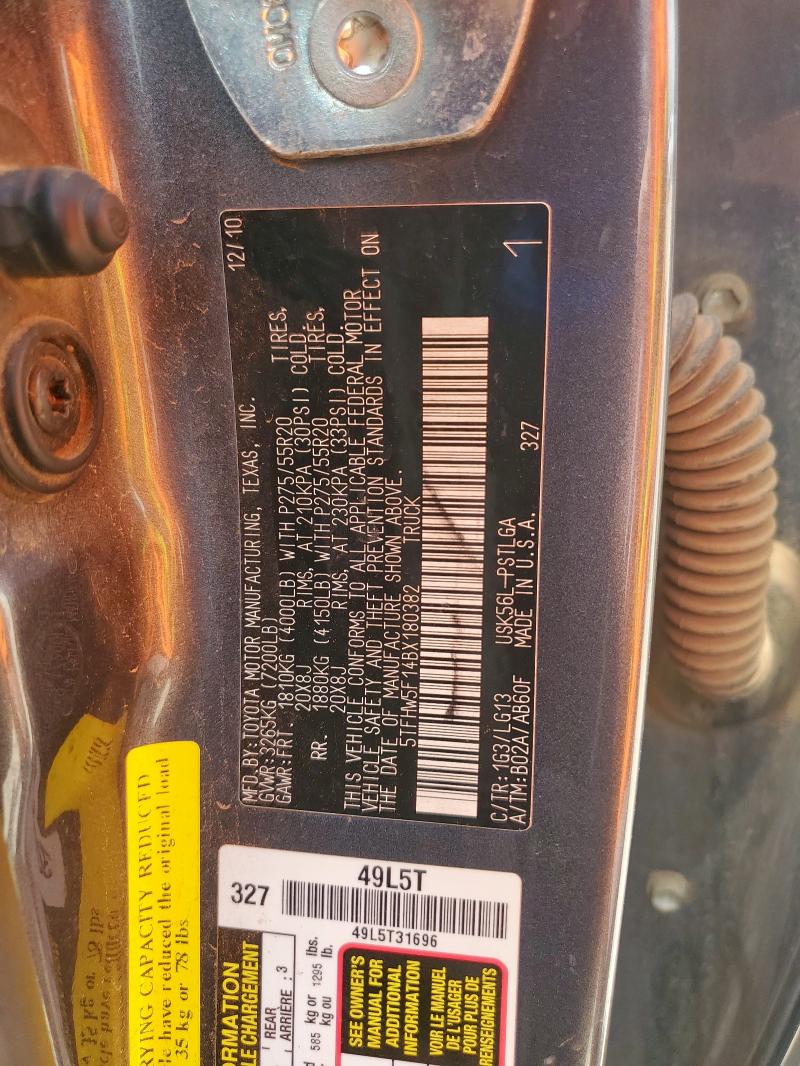 12/10
MFD. BY: TOYOTA MOTOR MANUFACTURING, TEXAS, INC.
GVWR: 3265KG (7200LB)
GAWR: FRT. 1810KG (4000LB) WITH P275/55R20 TIRES,
20X8J RIMS, AT 210KPA (30PSI) COLD
RR. 1880KG (4150LB) WITH P275/55R20 TIRES,
20X8J RIMS, AT 230KPA (33PSI) COLD.
THIS VEHICLE CONFORMS TO ALL APPLICABLE FEDERAL MOTOR
VEHICLE SAFETY AND THEFT PREVENTION STANDARDS IN EFFECT ON
THE DATE OF MANUFACTURE SHOWN ABOVE.
5TFHW5F14BX180382 TRUCK
C/TR: 1G3/LG13 USK56L-PSTLGA
A/TM: B02A/AB60F MADE IN U.S.A. 327
1
327
49L5T
49L5T31696
REAR
ARRIÈRE : 3
585 kg or 1295 lbs.
kg ou lb.
SEE OWNER'S
MANUAL FOR
ADDITIONAL
INFORMATION
VOIR LE MANUEL
DE L'USAGER
POUR PLUS DE
RENSEIGNEMENTS
CAPACITY REDUCED
have reduced the original load
35 kg or 78 lbs